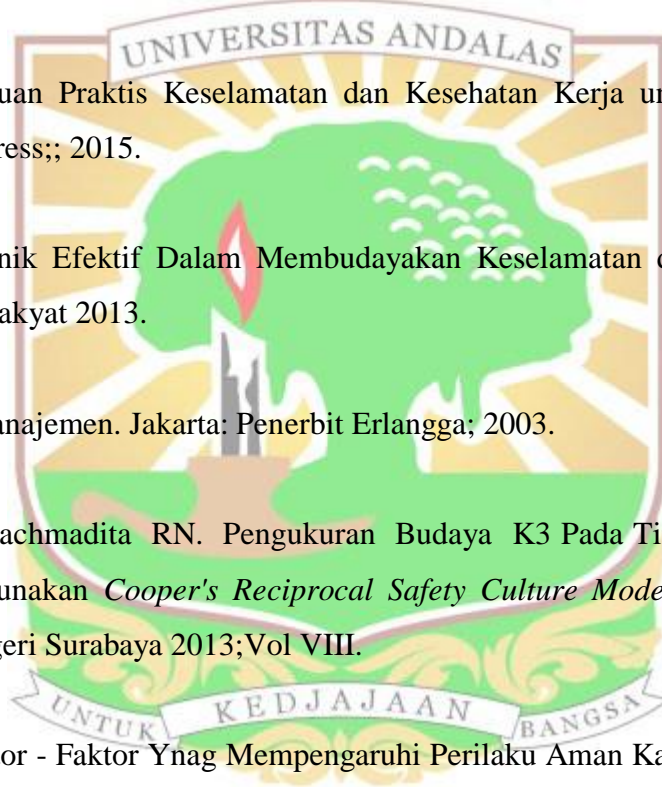 UNIVERSITAS ANDALAS
uan Praktis Keselamatan dan Kesehatan Kerja un
ress;; 2015.
nik Efektif Dalam Membudayakan Keselamatan d
akyat 2013.
anajemen. Jakarta: Penerbit Erlangga; 2003.
achmadita RN. Pengukuran Budaya K3 Pada Ti
unakan Cooper's Reciprocal Safety Culture Mode
geri Surabaya 2013;Vol VIII.
UNTUK KEDJAJAAN BANGSA
tor - Faktor Ynag Mempengaruhi Perilaku Aman Ka